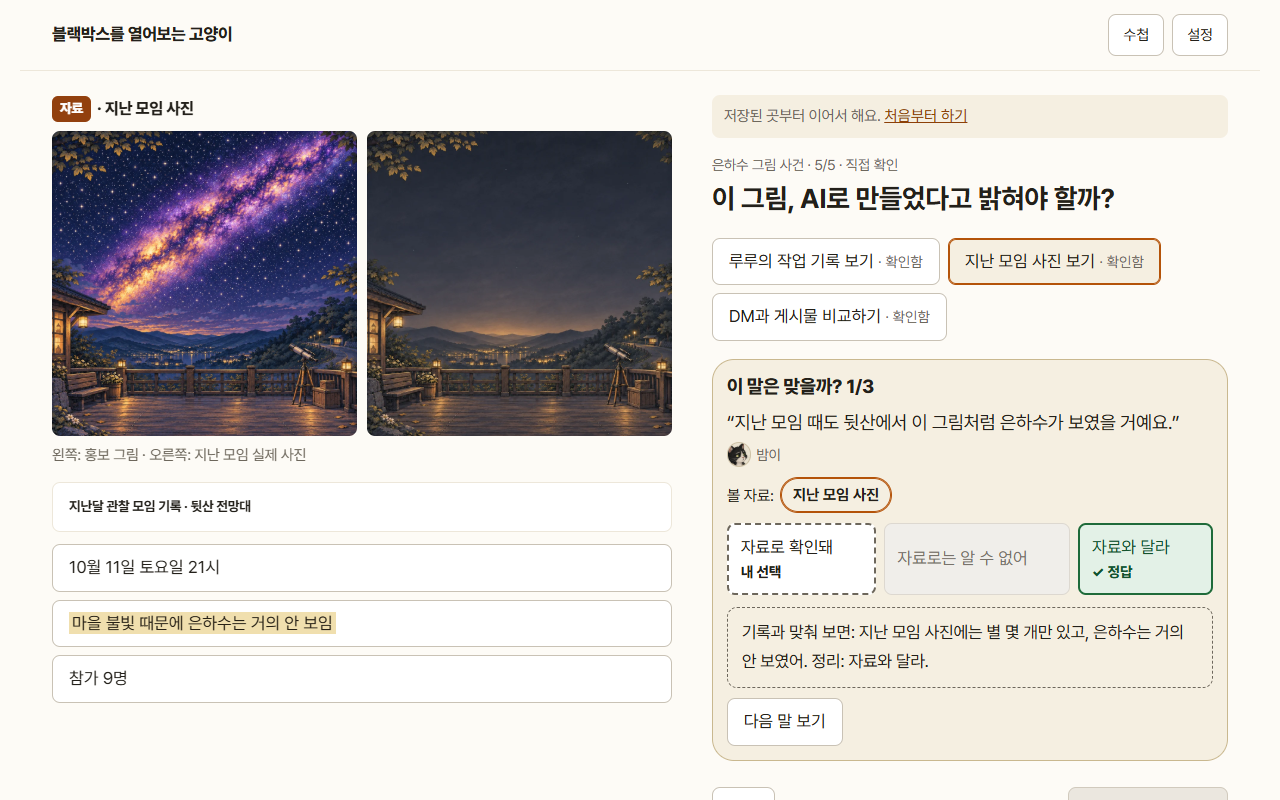 블랙박스를 열어보는 고양이
수첩
설정
자료 · 지난 모임 사진
왼쪽: 홍보 그림 · 오른쪽: 지난 모임 실제 사진
지난달 관찰 모임 기록 · 뒷산 전망대
10월 11일 토요일 21시
마을 불빛 때문에 은하수는 거의 안 보임
참가 9명
저장된 곳부터 이어서 해요. 처음부터 하기
은하수 그림 사건 · 5/5 · 직접 확인
이 그림, AI로 만들었다고 밝혀야 할까?
루루의 작업 기록 보기 · 확인함
지난 모임 사진 보기 · 확인함
DM과 게시물 비교하기 · 확인함
이 말은 맞을까? 1/3
“지난 모임 때도 뒷산에서 이 그림처럼 은하수가 보였을 거예요.”
밤이
볼 자료: 지난 모임 사진
자료로 확인돼
내 선택
자료로는 알 수 없어
자료와 달라
✓ 정답
기록과 맞춰 보면: 지난 모임 사진에는 별 몇 개만 있고, 은하수는 거의
안 보였어. 정리: 자료와 달라.
다음 말 보기